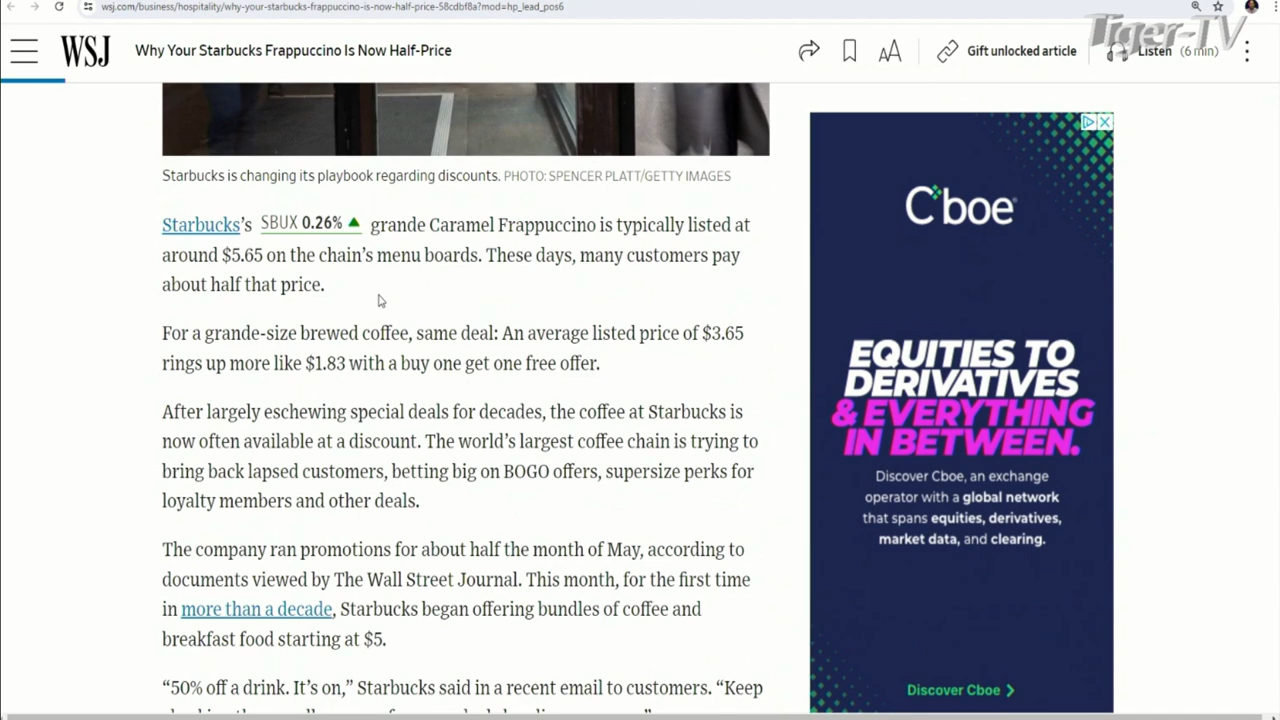 wsj.com/business/hospitality/why-your-starbucks-frappuccino-is-now-half-price-58cdbf8a?mod=hp_lead_pos6
Tiger-TV
WSJ Why Your Starbucks Frappuccino Is Now Half-Price AA Gift unlocked article Listen (6 min)
Starbucks is changing its playbook regarding discounts. PHOTO: SPENCER PLATT/GETTY IMAGES
Starbucks's SBUX 0.26% ▲ grande Caramel Frappuccino is typically listed at
around $5.65 on the chain's menu boards. These days, many customers pay
about half that price.
For a grande-size brewed coffee, same deal: An average listed price of $3.65
rings up more like $1.83 with a buy one get one free offer.
After largely eschewing special deals for decades, the coffee at Starbucks is
now often available at a discount. The world's largest coffee chain is trying to
bring back lapsed customers, betting big on BOGO offers, supersize perks for
loyalty members and other deals.
The company ran promotions for about half the month of May, according to
documents viewed by The Wall Street Journal. This month, for the first time
in more than a decade, Starbucks began offering bundles of coffee and
breakfast food starting at $5.
“50% off a drink. It's on,” Starbucks said in a recent email to customers. “Keep
Cboe
EQUITIES TO
DERIVATIVES
& EVERYTHING
IN BETWEEN.
Discover Cboe, an exchange
operator with a global network
that spans equities, derivatives,
market data, and clearing.
Discover Cboe